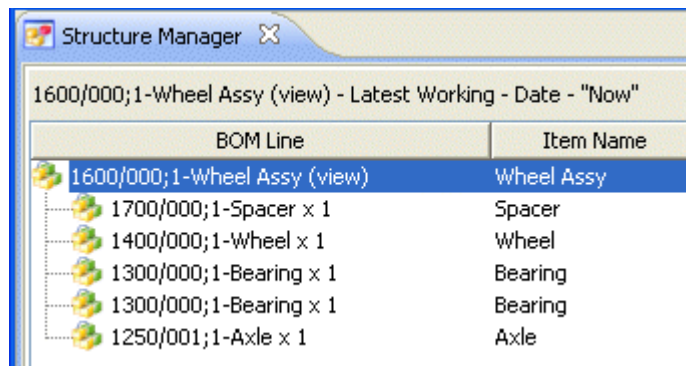 Structure Manager
1600/000;1-Wheel Assy (view) - Latest Working - Date - "Now"
BOM Line Item Name
1600/000;1-Wheel Assy (view) Wheel Assy
1700/000;1-Spacer x 1 Spacer
1400/000;1-Wheel x 1 Wheel
1300/000;1-Bearing x 1 Bearing
1300/000;1-Bearing x 1 Bearing
1250/001;1-Axle x 1 Axle